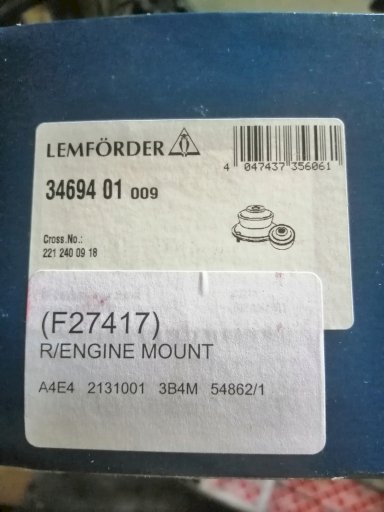 LEMFÖRDER
4 047437 356061
34694 01 009
Cross.No.:
221 240 09 18
(F27417)
R/ENGINE MOUNT
A4E4 2131001 3B4M 54862/1